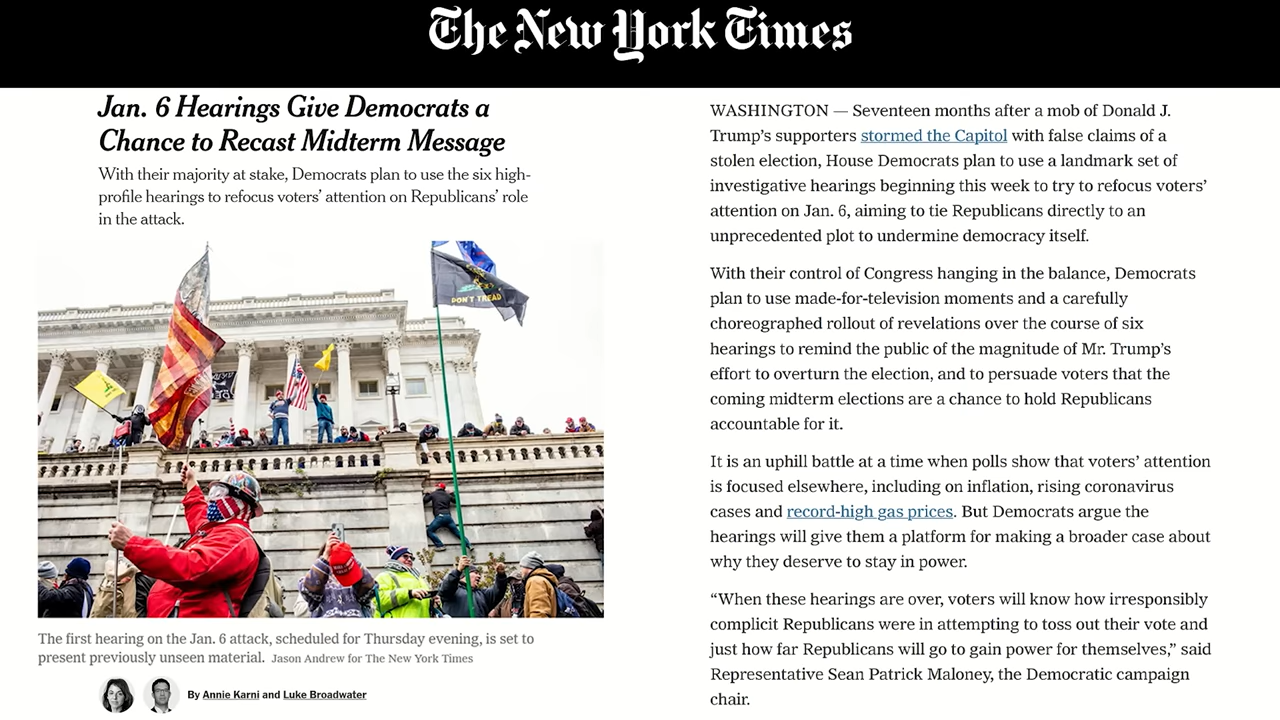 The New York Times
Jan. 6 Hearings Give Democrats a
Chance to Recast Midterm Message
With their majority at stake, Democrats plan to use the six high-
profile hearings to refocus voters’ attention on Republicans’ role
in the attack.
DON'T TREAD
The first hearing on the Jan. 6 attack, scheduled for Thursday evening, is set to
present previously unseen material. Jason Andrew for The New York Times
By Annie Karni and Luke Broadwater
WASHINGTON — Seventeen months after a mob of Donald J.
Trump’s supporters stormed the Capitol with false claims of a
stolen election, House Democrats plan to use a landmark set of
investigative hearings beginning this week to try to refocus voters’
attention on Jan. 6, aiming to tie Republicans directly to an
unprecedented plot to undermine democracy itself.
With their control of Congress hanging in the balance, Democrats
plan to use made-for-television moments and a carefully
choreographed rollout of revelations over the course of six
hearings to remind the public of the magnitude of Mr. Trump’s
effort to overturn the election, and to persuade voters that the
coming midterm elections are a chance to hold Republicans
accountable for it.
It is an uphill battle at a time when polls show that voters’ attention
is focused elsewhere, including on inflation, rising coronavirus
cases and record-high gas prices. But Democrats argue the
hearings will give them a platform for making a broader case about
why they deserve to stay in power.
“When these hearings are over, voters will know how irresponsibly
complicit Republicans were in attempting to toss out their vote and
just how far Republicans will go to gain power for themselves,” said
Representative Sean Patrick Maloney, the Democratic campaign
chair.